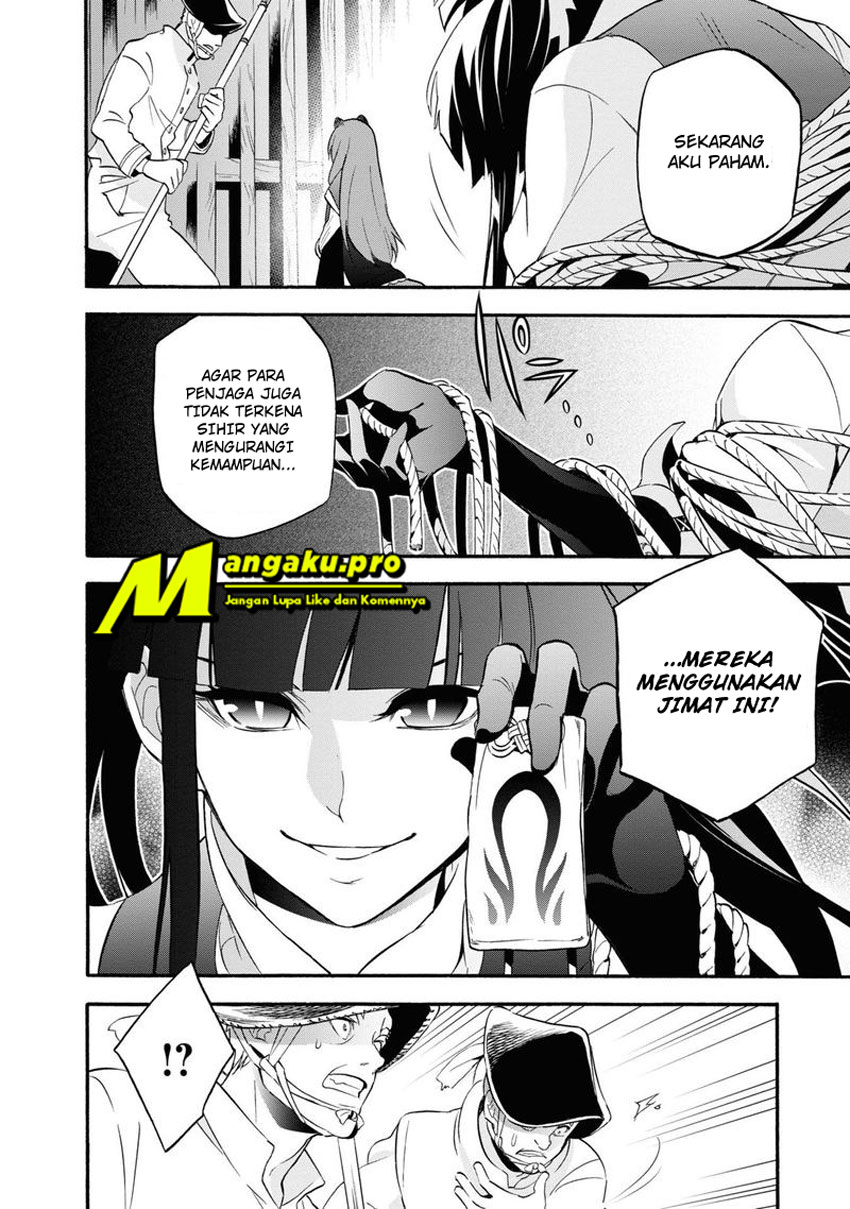 SEKARANG
AKU PAHAM.
AGAR PARA
PENJAGA JUGA
TIDAK TERKENA
SIHIR YANG
MENGURANGI
KEMAMPUAN...
Mangaku.pro
Jangan Lupa Like dan Komennya
...MEREKA
MENGGUNAKAN
JIMAT INI!
!?